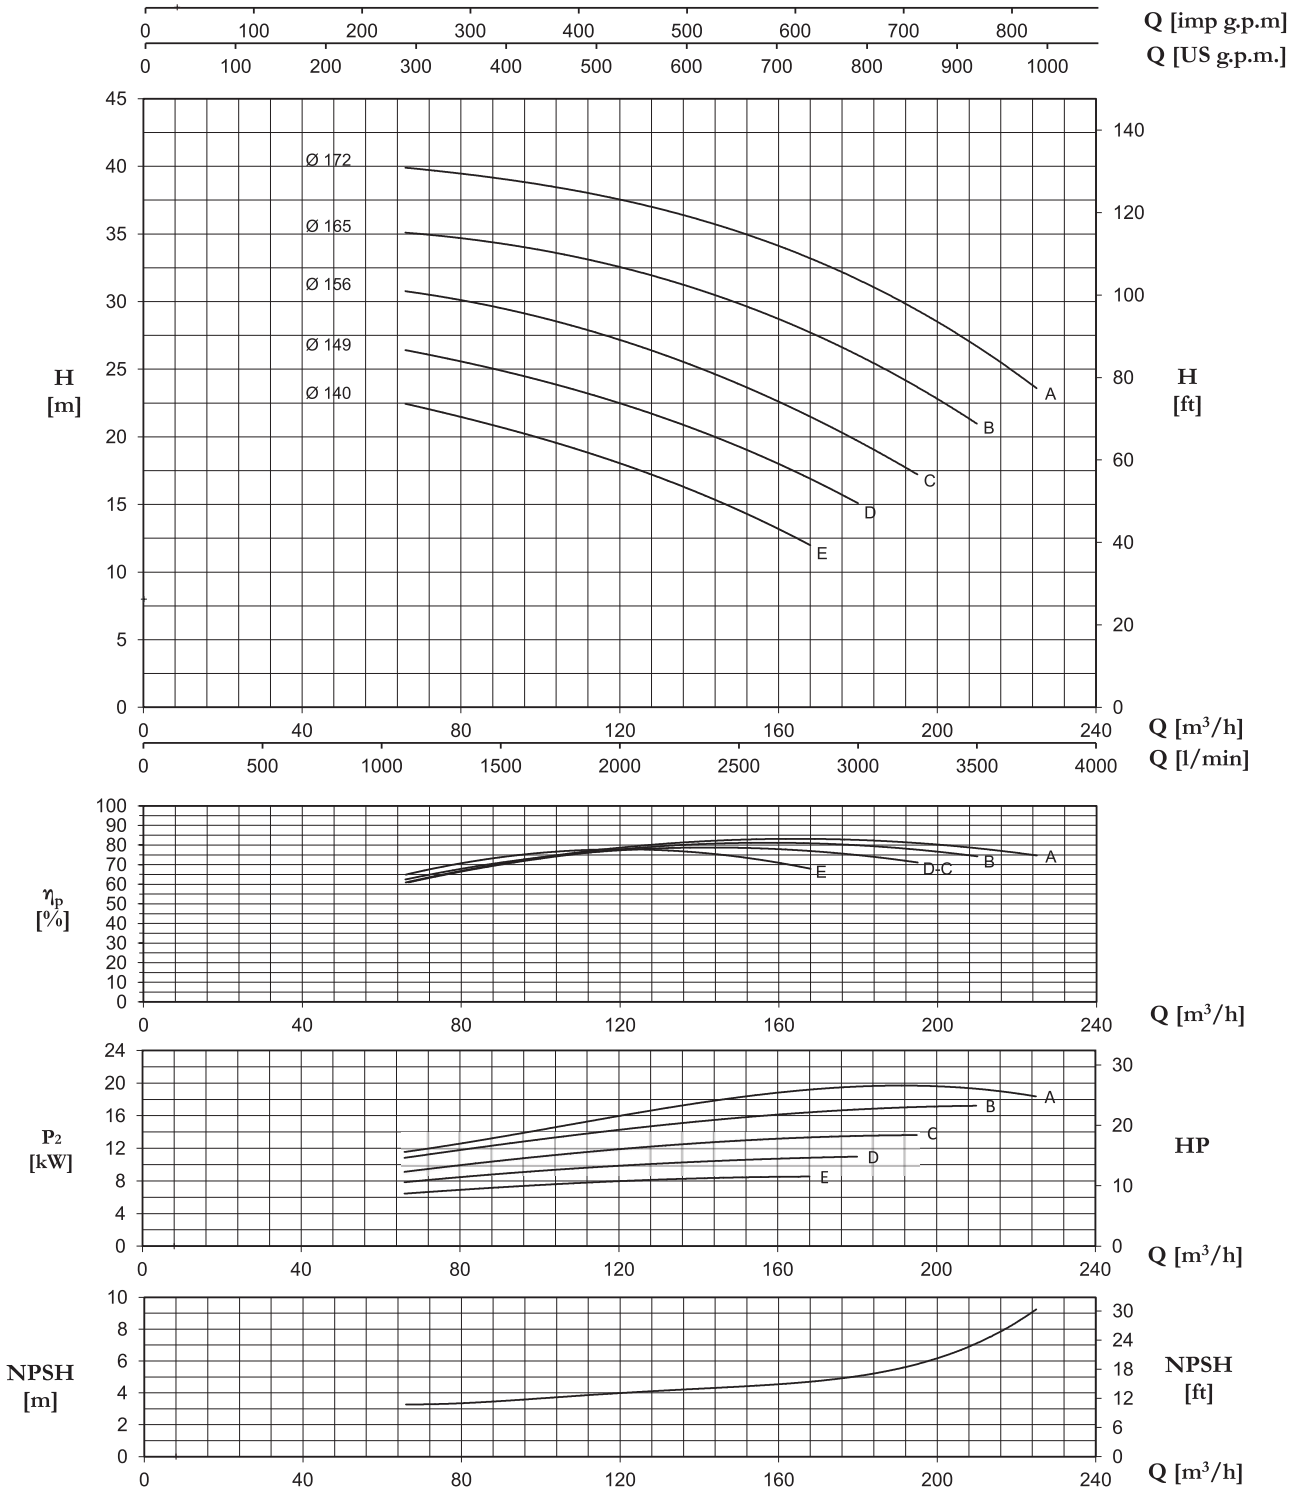 0 100 200 300 400 500 600 700 800 Q [imp g.p.m]
0 100 200 300 400 500 600 700 800 900 1000 Q [US g.p.m.]
45
140
40
Ø 172
120
35
Ø 165
30
Ø 156
100
25
Ø 149
H
[m]
80
H
[ft]
Ø 140
A
B
20
60
C
15
D
E
40
10
20
5
0
0
0 40 80 120 160 200 240 Q [m³/h]
0 500 1000 1500 2000 2500 3000 3500 4000 Q [l/min]
100
90
80
70
60
50
40
30
20
10
0
ηp
[%]
E
D-C
B
A
0 40 80 120 160 200 240 Q [m³/h]
24
20
16
12
8
4
0
P2
[kW]
A
B
C
D
E
30
20
10
0
HP
0 40 80 120 160 200 240 Q [m³/h]
10
8
6
4
2
0
NPSH
[m]
30
24
18
12
6
0
NPSH
[ft]
0 40 80 120 160 200 240 Q [m³/h]